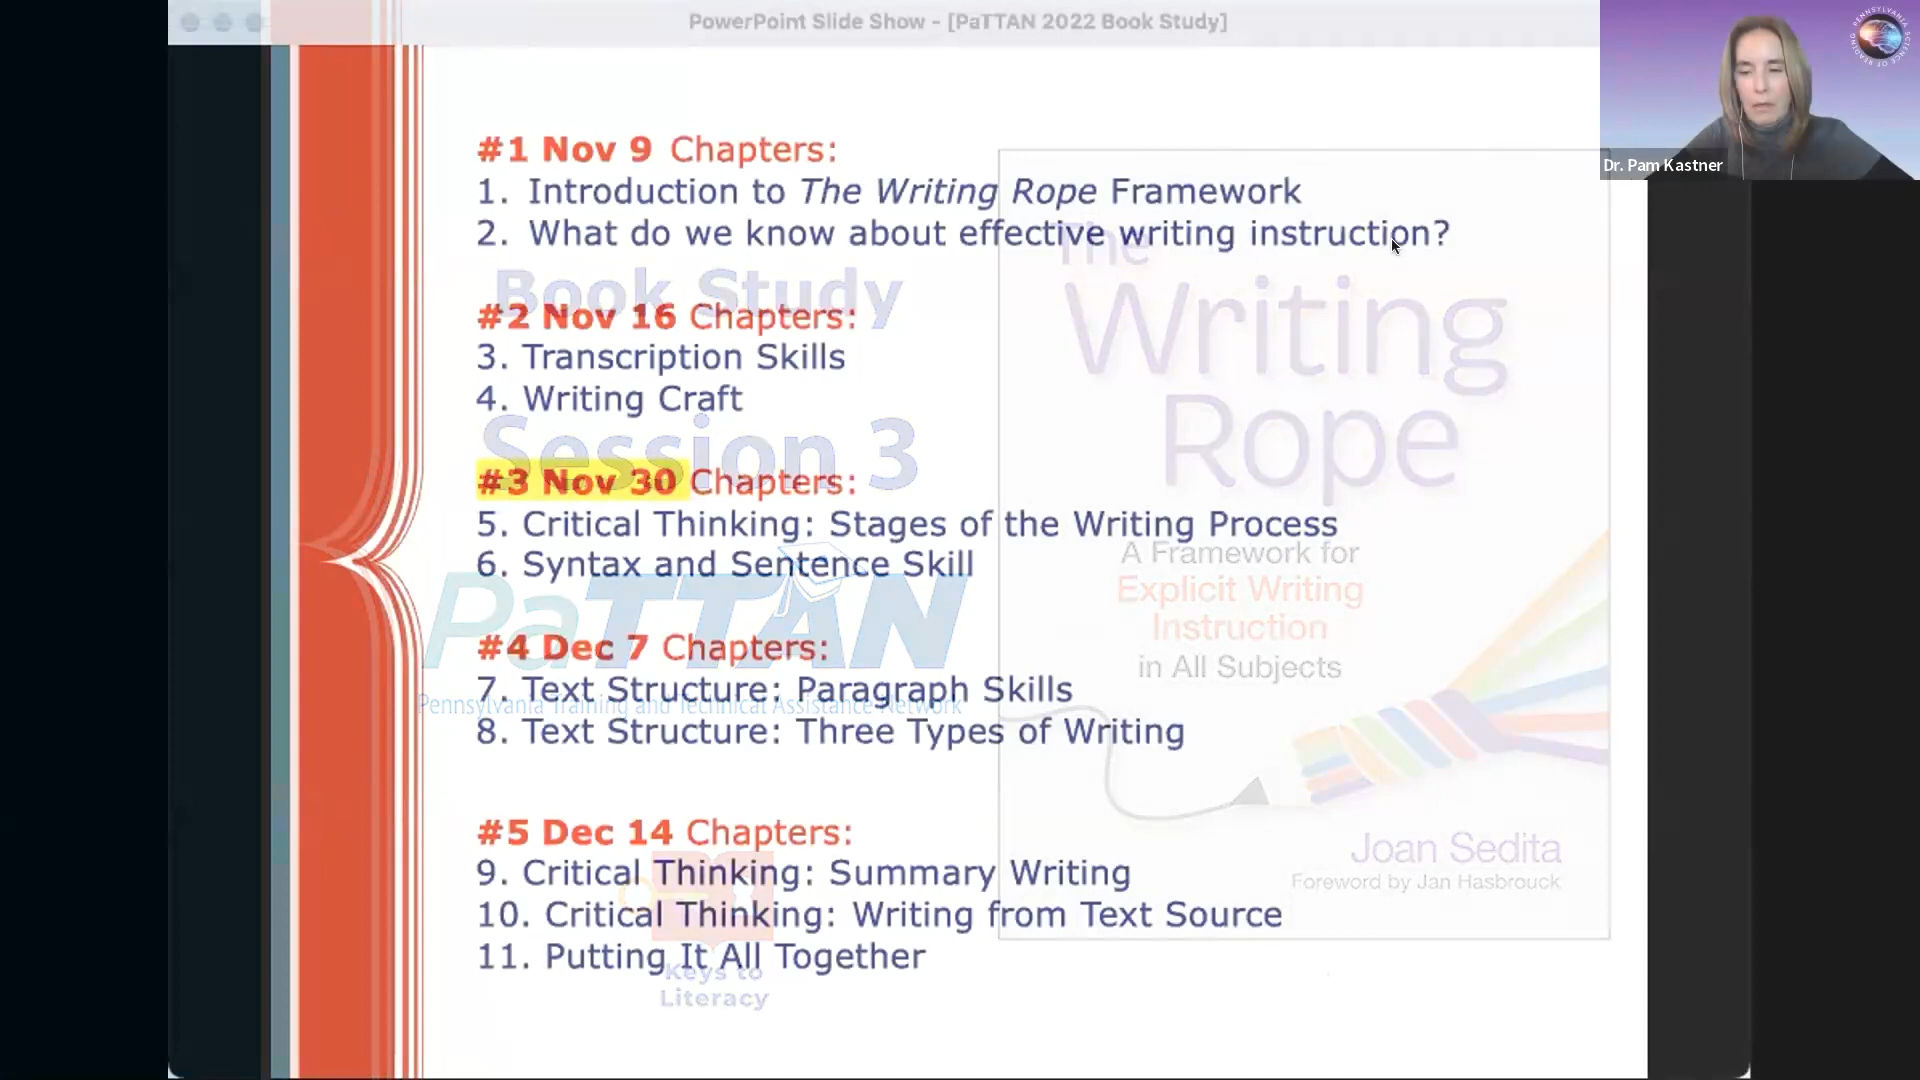 PowerPoint Slide Show - [PaTTAN 2022 Book Study]
PENNSYLVANIA SCIENCE OF READING
Dr. Pam Kastner
#1 Nov 9 Chapters:
1. Introduction to The Writing Rope Framework
2. What do we know about effective writing instruction?
#2 Nov 16 Chapters:
3. Transcription Skills
4. Writing Craft
#3 Nov 30 Chapters:
5. Critical Thinking: Stages of the Writing Process
6. Syntax and Sentence Skill
#4 Dec 7 Chapters:
7. Text Structure: Paragraph Skills
8. Text Structure: Three Types of Writing
#5 Dec 14 Chapters:
9. Critical Thinking: Summary Writing
10. Critical Thinking: Writing from Text Source
11. Putting It All Together
Book Study
Session 3
PaTTAN
Pennsylvania Training and Technical Assistance Network
Keys to
Literacy
The
Writing
Rope
A Framework for
Explicit Writing
Instruction
in All Subjects
Joan Sedita
Foreword by Jan Hasbrouck